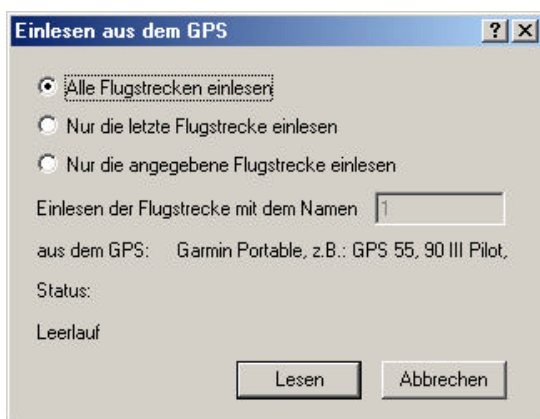 Einlesen aus dem GPS
Alle Flugstrecken einlesen
Nur die letzte Flugstrecke einlesen
Nur die angegebene Flugstrecke einlesen
Einlesen der Flugstrecke mit dem Namen 1
aus dem GPS: Garmin Portable, z.B.: GPS 55, 90 III Pilot,
Status:
Leerlauf
Lesen Abbrechen